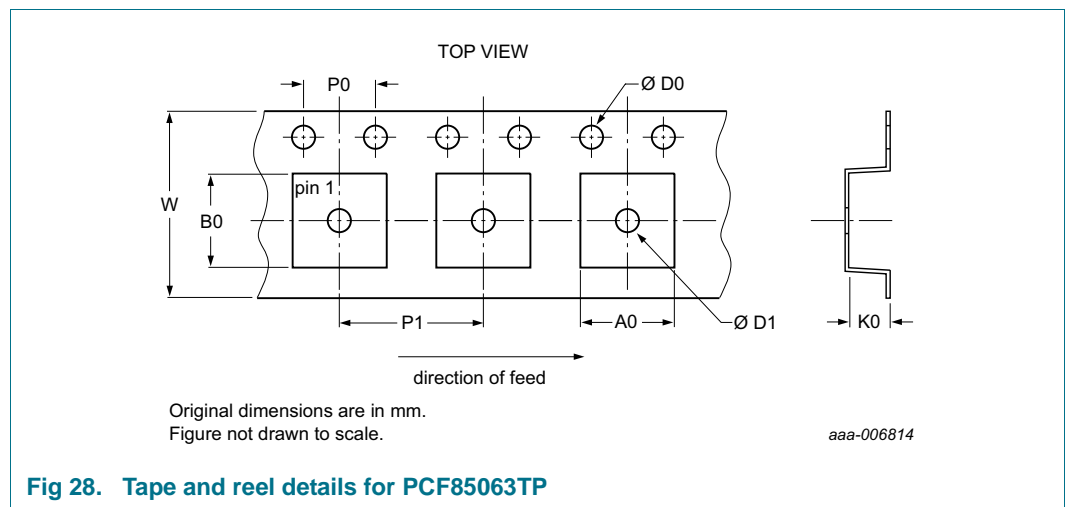 TOP VIEW
P0
Ø D0
pin 1
W
B0
P1
A0
Ø D1
K0
direction of feed
Original dimensions are in mm.
Figure not drawn to scale.
aaa-006814
Fig 28. Tape and reel details for PCF85063TP